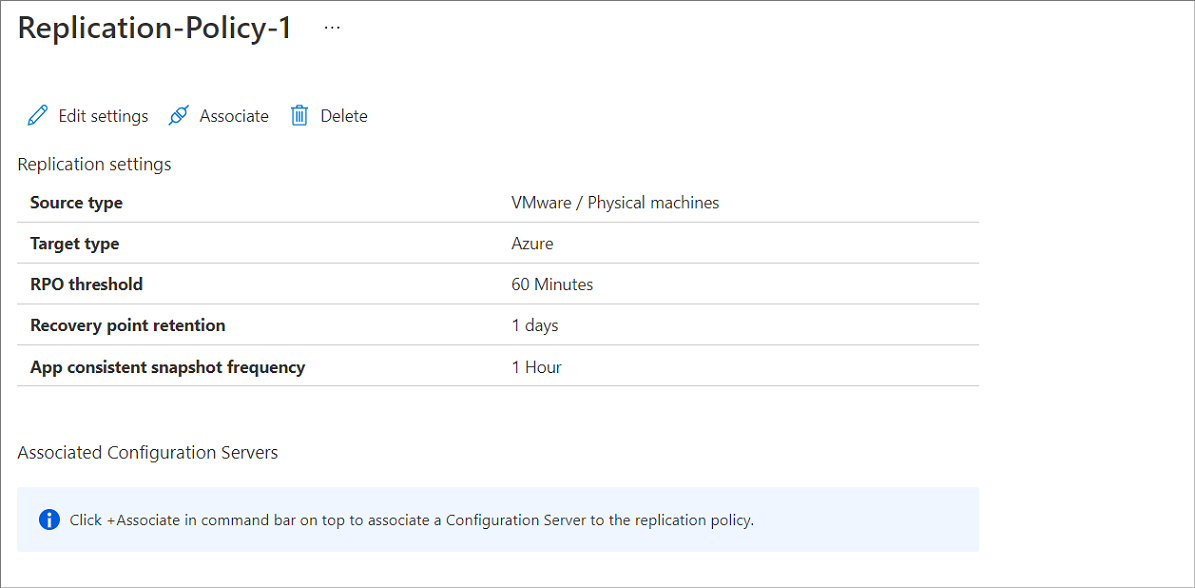 Replication-Policy-1 ...
Edit settings Associate Delete
Replication settings
Source type VMware / Physical machines
Target type Azure
RPO threshold 60 Minutes
Recovery point retention 1 days
App consistent snapshot frequency 1 Hour
Associated Configuration Servers
Click +Associate in command bar on top to associate a Configuration Server to the replication policy.